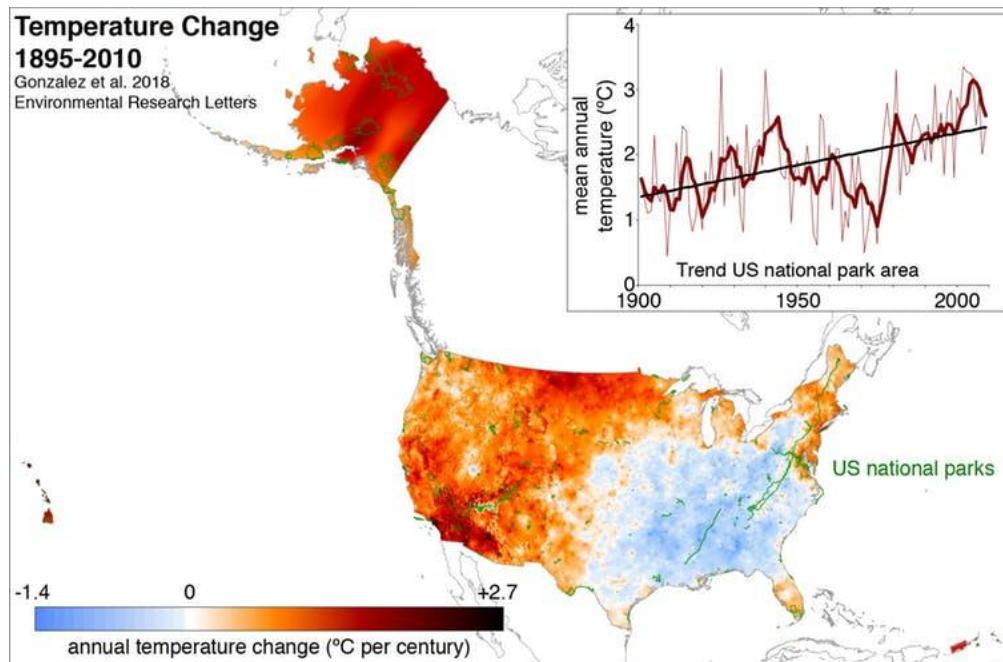 Temperature Change
1895-2010
Gonzalez et al. 2018
Environmental Research Letters
4
3
2
1
0
mean annual
temperature (ºC)
Trend US national park area
1900
1950
2000
US national parks
-1.4
0
+2.7
annual temperature change (ºC per century)